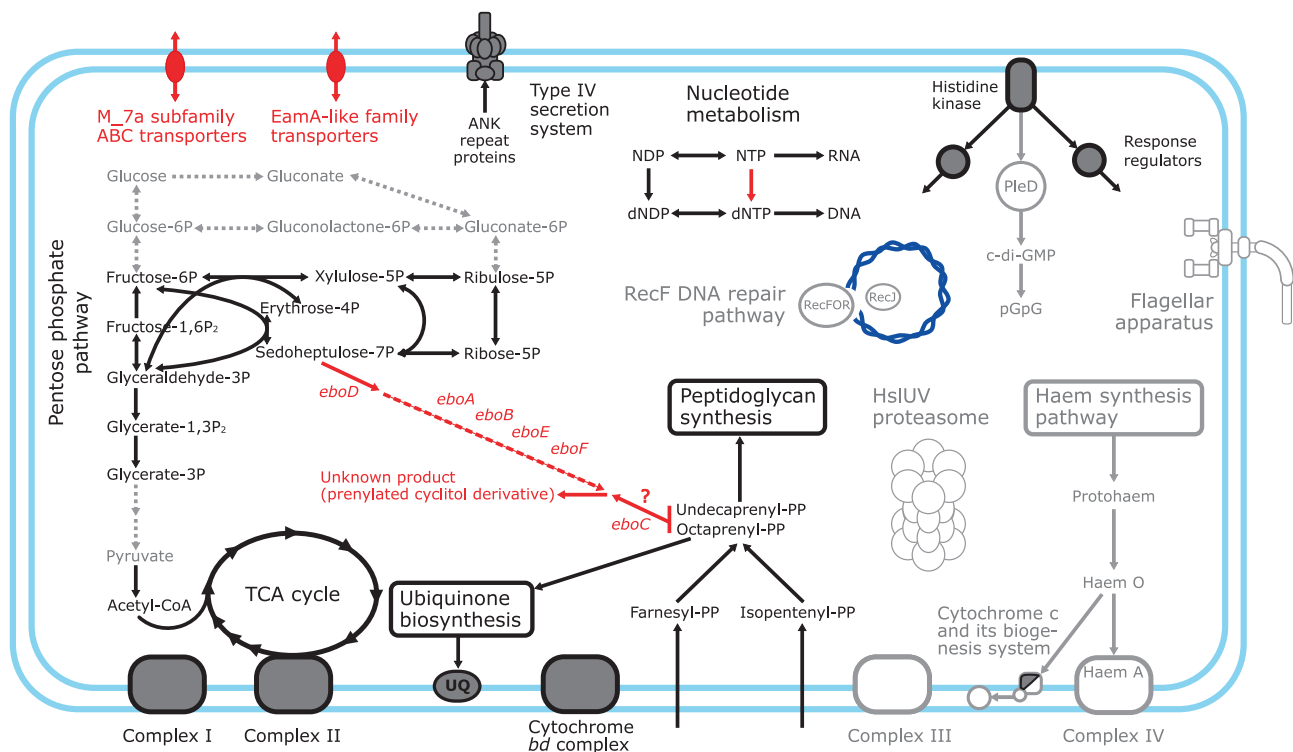 M_7a subfamily
ABC transporters
EamA-like family
transporters
ANK
repeat
proteins
Type IV
secretion
system
Nucleotide
metabolism
NDP
NTP
RNA
dNDP
dNTP
DNA
Histidine
kinase
Response
regulators
PleD
c-di-GMP
pGpG
Flagellar
apparatus
Pentose phosphate
pathway
Glucose
Gluconate
Glucose-6P
Gluconolactone-6P
Gluconate-6P
Fructose-6P
Xylulose-5P
Ribulose-5P
Erythrose-4P
Fructose-1,6P₂
Sedoheptulose-7P
Ribose-5P
Glyceraldehyde-3P
Glycerate-1,3P₂
Glycerate-3P
Pyruvate
Acetyl-CoA
TCA cycle
RecF DNA repair
pathway
RecFOR
RecJ
eboD
eboA
eboB
eboE
eboF
Unknown product
(prenylated cyclitol derivative)
?
eboC
Peptidoglycan
synthesis
Undecaprenyl-PP
Octaprenyl-PP
Farnesyl-PP
Isopentenyl-PP
Ubiquinone
biosynthesis
UQ
HslUV
proteasome
Haem synthesis
pathway
Protohaem
Haem O
Cytochrome c
and its bioge-
nesis system
Haem A
Complex I
Complex II
Cytochrome
bd complex
Complex III
Complex IV